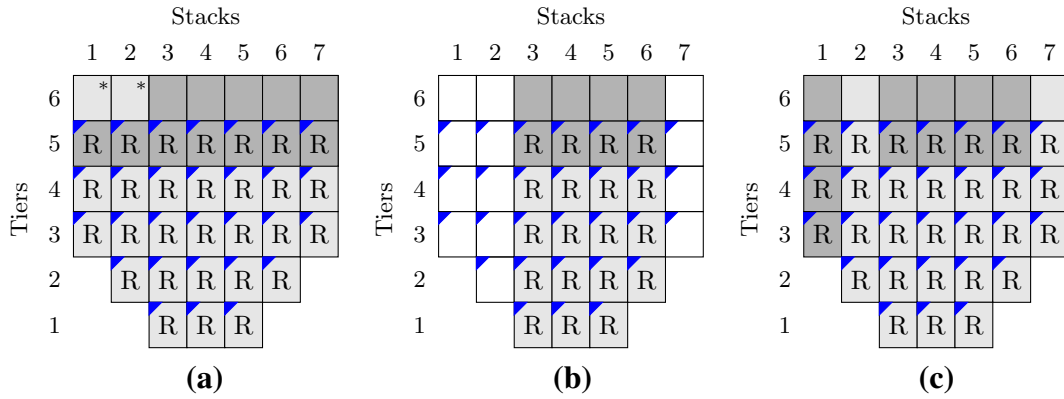 Stacks Stacks Stacks
1 2 3 4 5 6 7 1 2 3 4 5 6 7 1 2 3 4 5 6 7
6 * * 6 6
5 R R R R R R R 5 R R R R 5 R R R R R R R
4 R R R R R R R 4 R R R R 4 R R R R R R R
3 R R R R R R R 3 R R R R 3 R R R R R R R
2 R R R R R 2 R R R R 2 R R R R R
1 R R R 1 R R R 1 R R R
Tiers Tiers Tiers
(a) (b) (c)